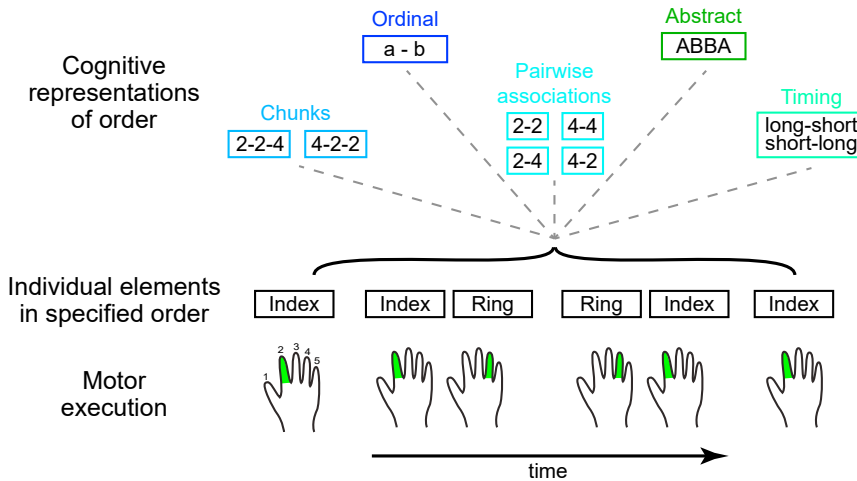 Cognitive
representations
of order
Ordinal
a - b
Abstract
ABBA
Chunks
2-2-4 4-2-2
Pairwise
associations
2-2 4-4
2-4 4-2
Timing
long-short
short-long
Individual elements
in specified order
Index Index Ring Ring Index Index
Motor
execution
1 2 3 4 5
time